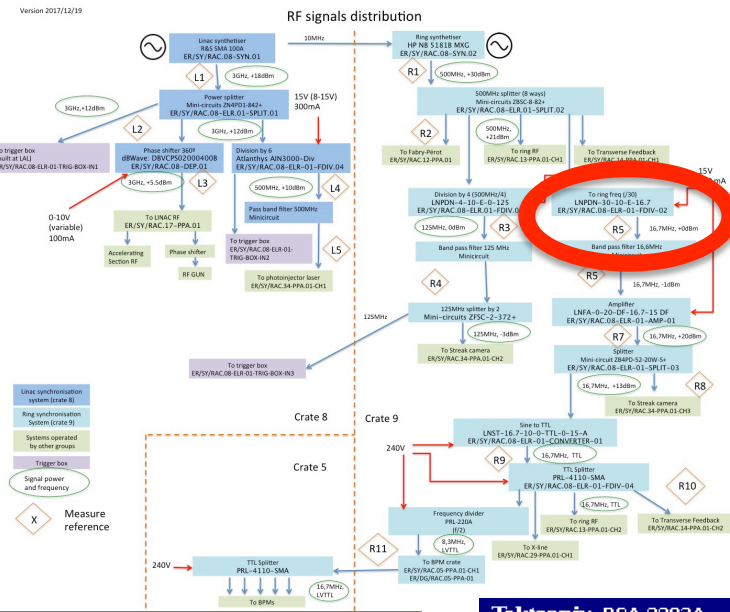 Version 2017/12/19
RF signals distribution
Linac synthetiser
R&S SMA 100A
ER/SY/RAC.08-SYN.01
10MHz
Ring synthetiser
HP NB 5181B MXG
ER/SY/RAC.08-SYN.02
L1
3GHz, +18dBm
R1
500MHz, +30dBm
3GHz,+12dBm
Power splitter
Mini-circuits ZN4PD1-842+
ER/SY/RAC.08-ELR.01-SPLIT.01
15V (8-15V)
300mA
500MHz splitter (8 ways)
Mini-circuits ZBSC-8-82+
ER/SY/RAC.08-ELR-01-SPLIT.02
L2
3GHz,+12dBm
R2
500MHz,
+21dBm
o trigger box
built at LAL)
R/SY/RAC.08-ELR-01-TRIG-BOX-IN1
Phase shifter 360º
dBWave: DBVCPS02000400B
ER/SY/RAC.08-DEP.01
Division by 6
Atlanthys AIN3000-Div
ER/SY/RAC.08-ELR-01-FDIV.04
To Fabry-Pérot
ER/SY/RAC.12-PPA.01
To ring RF
ER/SY/RAC.13-PPA.01-CH1
To Transverse Feedback
ER/SY/RAC.14-PPA.01-CH1
3GHz, +5.5dBm
L3
500MHz, +10dBm
L4
15V
mA
0-10V
(variable)
100mA
To LINAC RF
ER/SY/RAC.17-PPA.01
Pass band filter 500MHz
Minicircuit
Division by 4 (500MHz/4)
LNPDN-4-10-E-0-125
ER/SY/RAC.08-ELR-01-FDIV.0
To ring freq (/30)
LNPDN-30-10-E-16.7
ER/SY/RAC.08-ELR-01-FDIV-02
125MHz, 0dBm
R3
R5
16,7MHz, +0dBm
Accelerating
Section RF
Phase shifter
RF GUN
To trigger box
ER/SY/RAC.08-ELR-01-
TRIG-BOX-IN2
L5
Band pass filter 125 MHz
Minicircuit
Band pass filter 16,6MHz
Minicircuit
To photoinjector laser
ER/SY/RAC.34-PPA.01-CH1
R4
R5
16,7MHz, -1dBm
Amplifier
LNFA-0-20-DF-16.7-15 DF
ER/SY/RAC.08-ELR-01-AMP-01
125MHz
125MHz splitter by 2
Mini-circuits ZFSC-2-372+
125MHz, -3dBm
R7
16,7MHz, +20dBm
To Streak camera
ER/SY/RAC.34-PPA.01-CH2
Splitter
Mini-circuit ZB4PD-52-20W-S+
ER/SY/RAC.08-ELR-01-SPLIT-03
To trigger box
ER/SY/RAC.08-ELR-01-TRIG-BOX-IN3
16,7MHz, +13dBm
R8
To Streak camera
ER/SY/RAC.34-PPA.01-CH3
Linac synchronisation
system (crate 8)
Ring synchronisation
System (crate 9)
Systems operated
by other groups
Trigger box
Signal power
and frequency
X
Measure
reference
Crate 8
Crate 9
Crate 5
Sine to TTL
LNST-16.7-10-0-TTL-0-15-A
ER/SY/RAC.08-ELR-01-CONVERTER-01
240V
R9
16,7MHz, TTL
TTL Splitter
PRL-4110-SMA
ER/SY/RAC.08-ELR-01-FDIV-04
R10
16,7MHz, TTL
Frequency divider
PRL-220A
(f/2)
8,3MHz,
LVTTL
To ring RF
ER/SY/RAC.13-PPA.01-CH2
To Transverse Feedback
ER/SY/RAC.14-PPA.01-CH2
To X-line
ER/SY/RAC.29-PPA.01-CH1
R11
To BPM crate
ER/SY/RAC.05-PPA.01-CH1
ER/DG/RAC.05-PPA-01
240V
TTL Splitter
PRL-4110-SMA
16,7MHz,
LVTTL
To BPMs